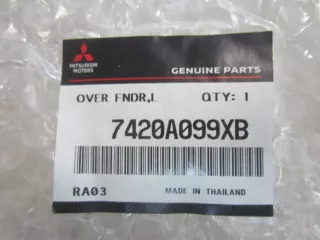 MITSUBISHI
MOTORS
GENUINE PARTS
OVER FNDR,L QTY: 1
7420A099XB
RA03 MADE IN THAILAND